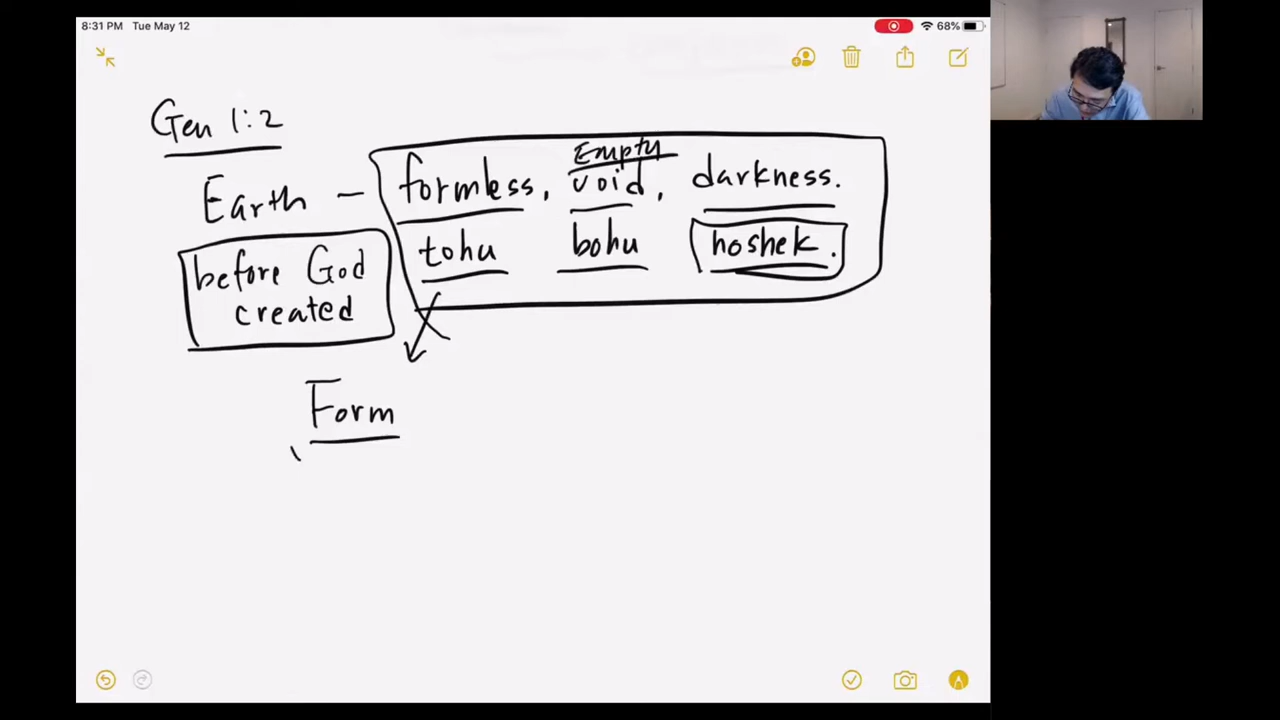 8:31 PM Tue May 12
68%
Gen 1:2
Empty
Earth - formless, void, darkness.
tohu bohu hoshek.
before God
created
Form